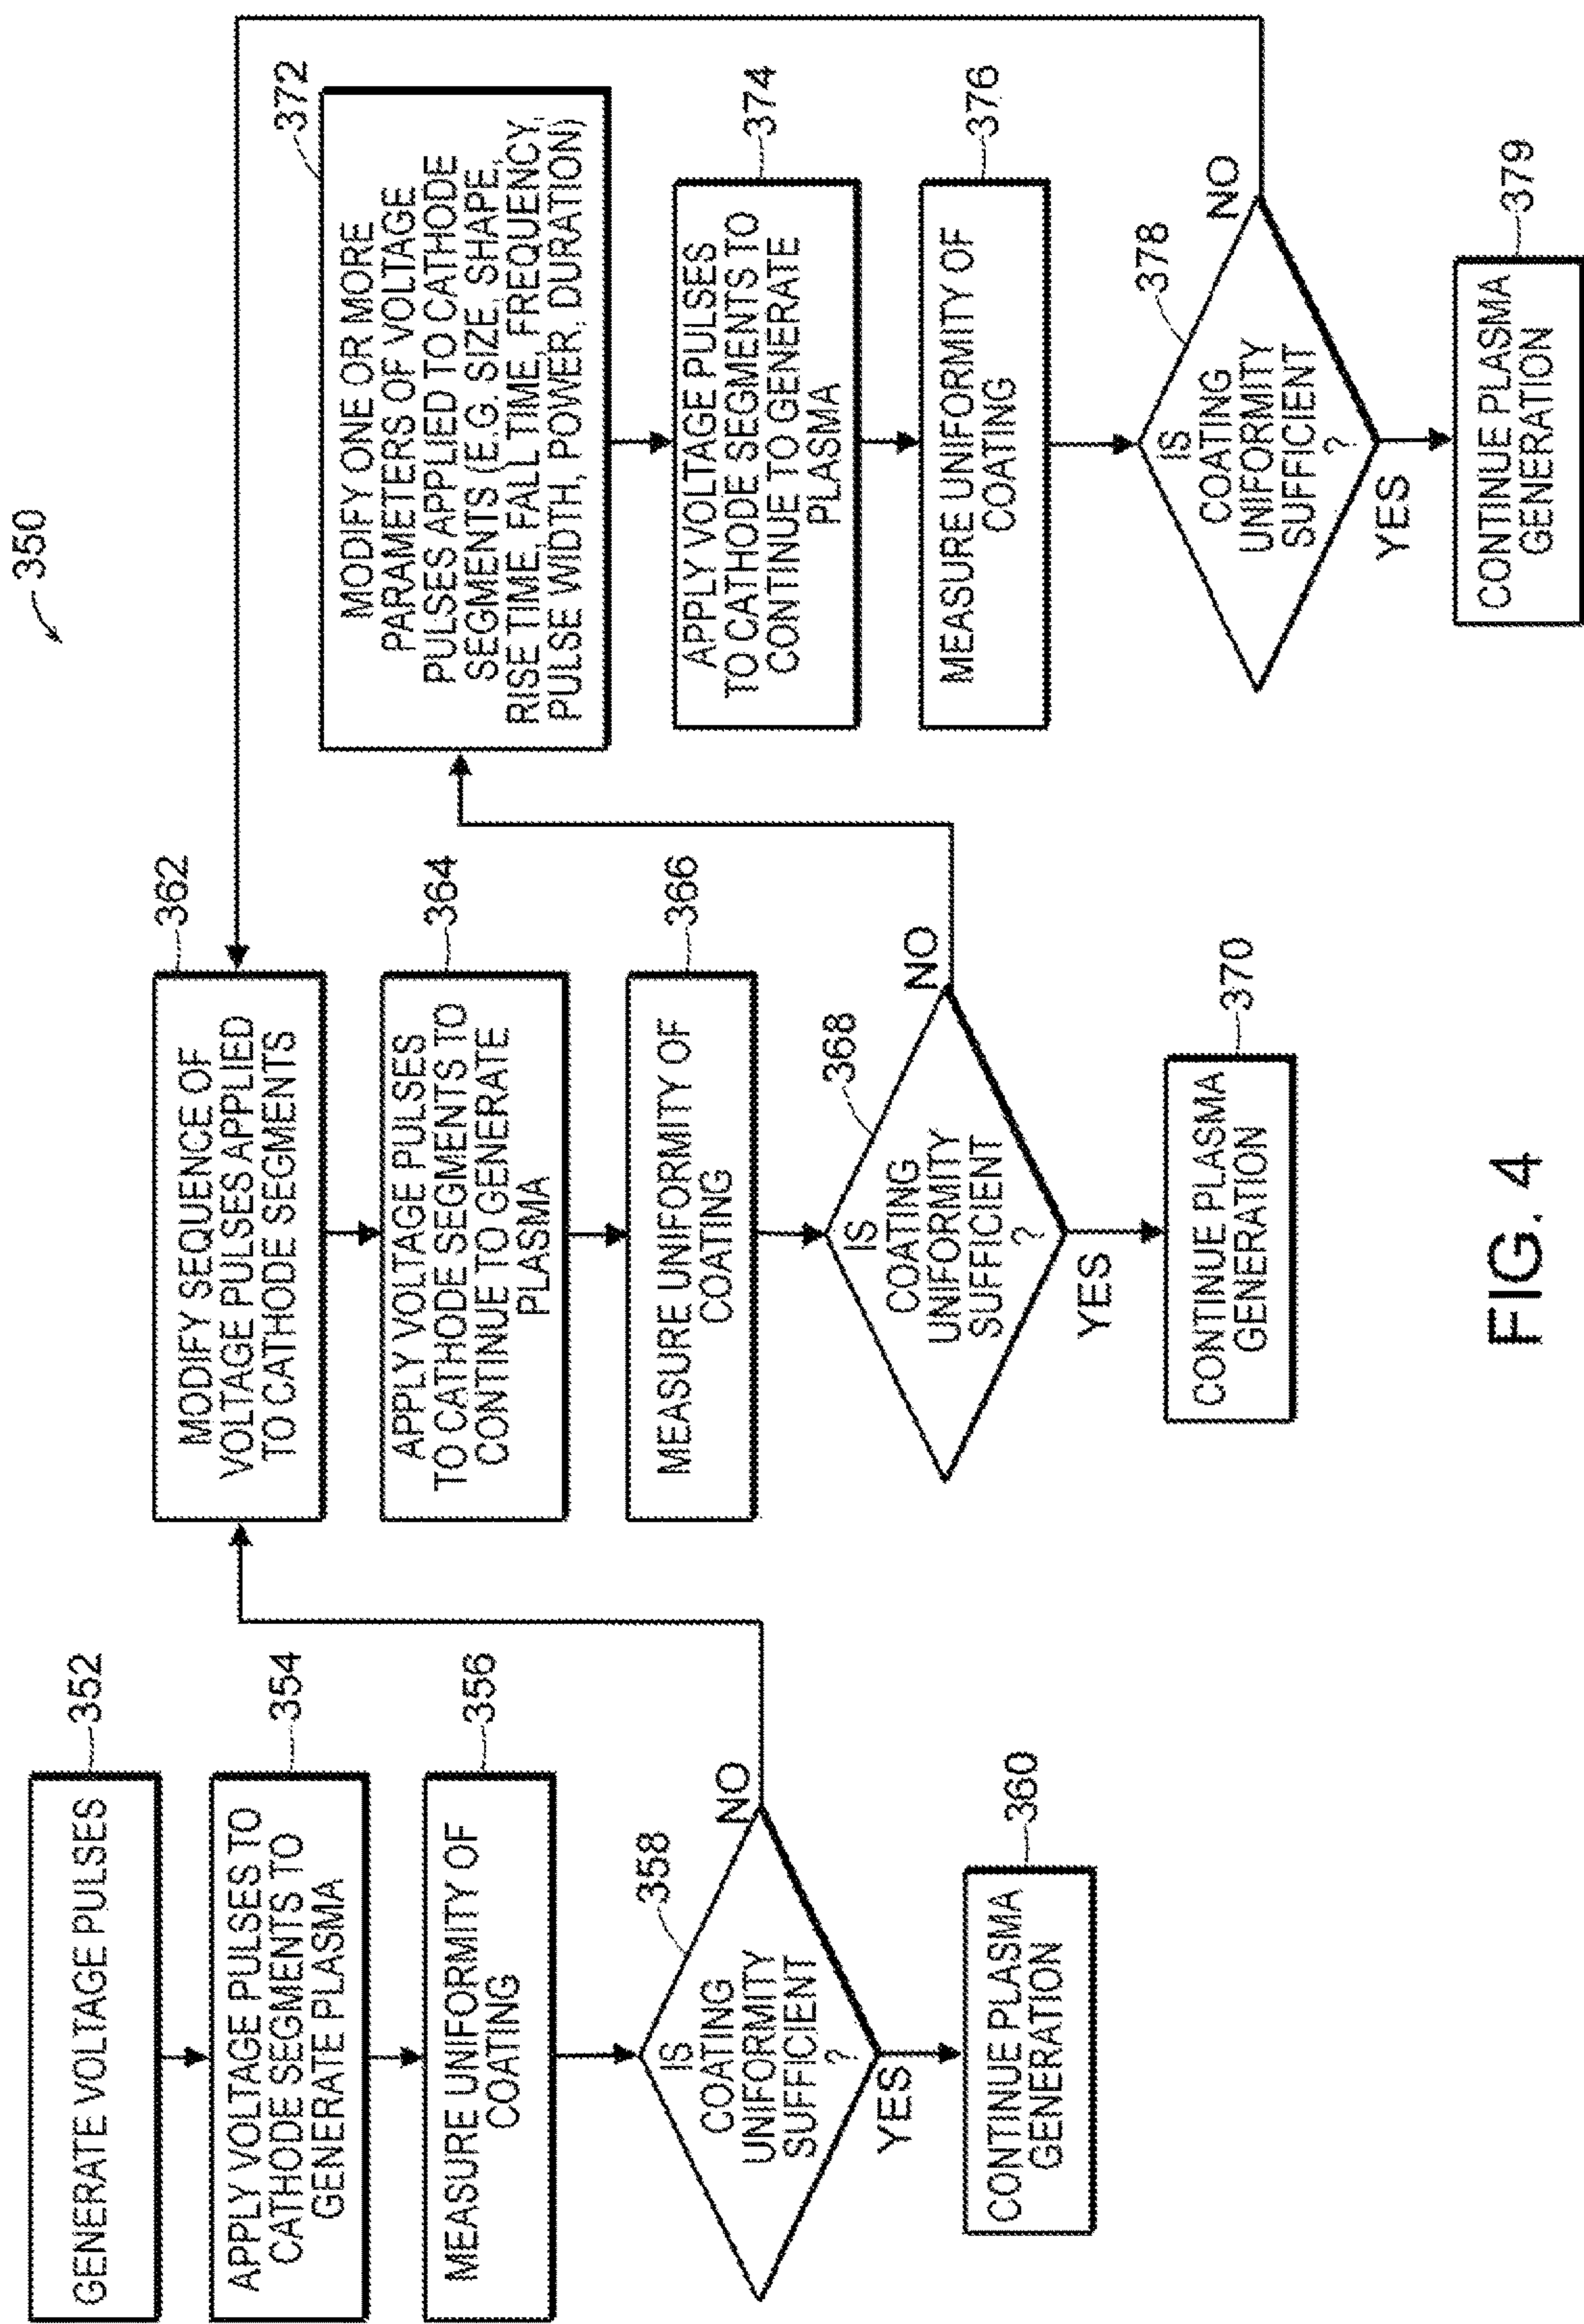 350
352
GENERATE VOLTAGE PULSES
354
APPLY VOLTAGE PULSES TO
CATHODE SEGMENTS TO
GENERATE PLASMA
356
MEASURE UNIFORMITY OF
COATING
358
IS
COATING
UNIFORMITY
SUFFICIENT
?
NO
YES
360
CONTINUE PLASMA
GENERATION
362
MODIFY SEQUENCE OF
VOLTAGE PULSES APPLIED
TO CATHODE SEGMENTS
364
APPLY VOLTAGE PULSES
TO CATHODE SEGMENTS TO
CONTINUE TO GENERATE
PLASMA
366
MEASURE UNIFORMITY OF
COATING
368
IS
COATING
UNIFORMITY
SUFFICIENT
?
NO
YES
370
CONTINUE PLASMA
GENERATION
372
MODIFY ONE OR MORE
PARAMETERS OF VOLTAGE
PULSES APPLIED TO CATHODE
SEGMENTS (E.G. SIZE, SHAPE,
RISE TIME, FALL TIME, FREQUENCY,
PULSE WIDTH, POWER, DURATION)
374
APPLY VOLTAGE PULSES
TO CATHODE SEGMENTS TO
CONTINUE TO GENERATE
PLASMA
376
MEASURE UNIFORMITY OF
COATING
378
IS
COATING
UNIFORMITY
SUFFICIENT
?
NO
YES
379
CONTINUE PLASMA
GENERATION
FIG. 4